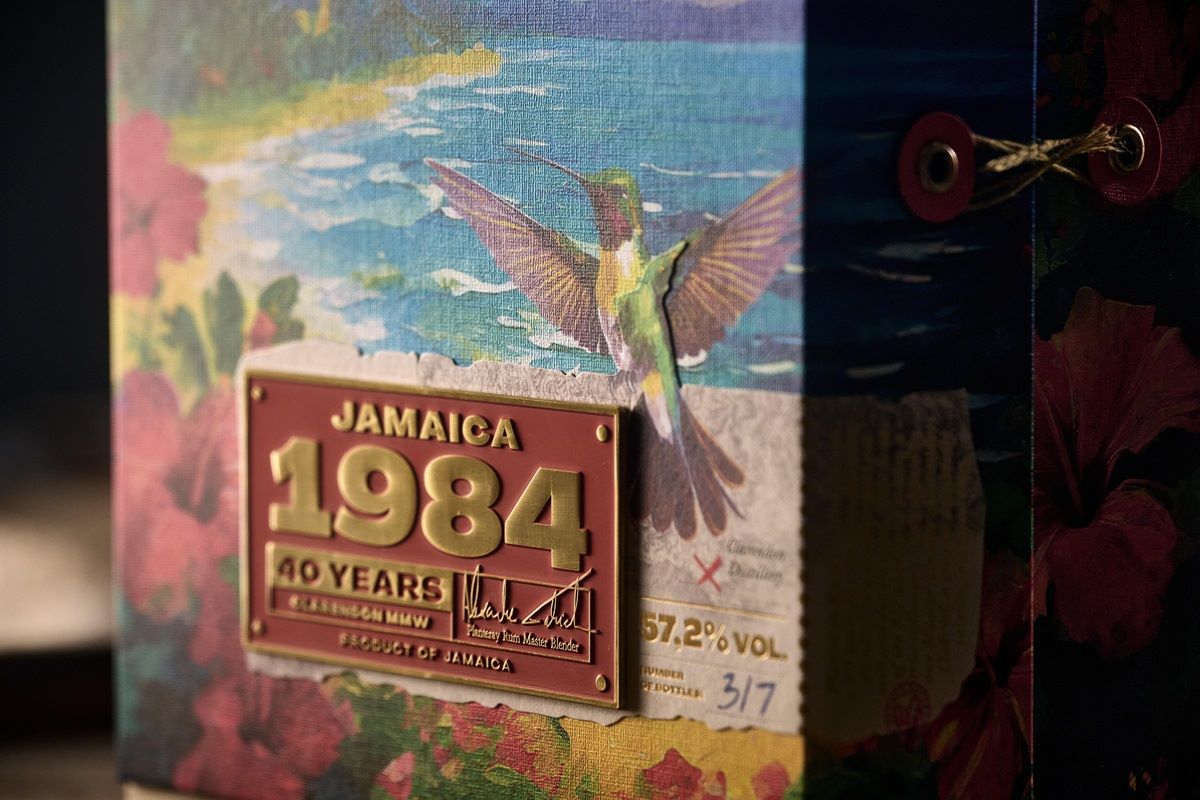 JAMAICA
1984
40 YEARS
CLARENDON MMW
Planteray Rum Master Blender
PRODUCT OF JAMAICA
Clarendon
Distillery
57,2% VOL.
NUMBER
OF BOTTLES
317